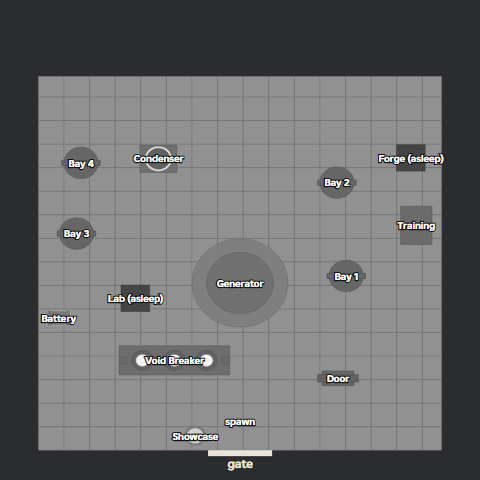 Bay 4
Condenser
Forge (asleep)
Bay 2
Training
Bay 3
Bay 1
Generator
Lab (asleep)
Battery
Void Breaker
Door
spawn
Showcase
gate